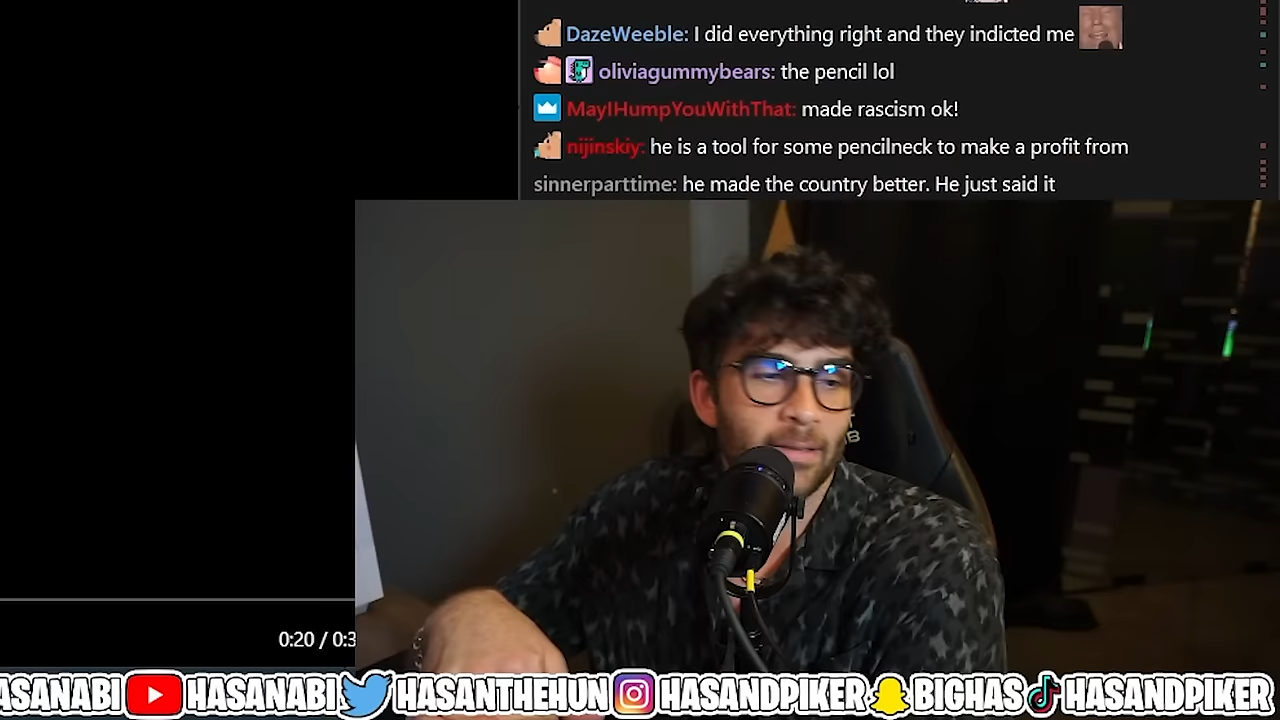 DazeWeeble: I did everything right and they indicted me
oliviagummybears: the pencil lol
MayIHumpYouWithThat: made rascism ok!
nijinskiy: he is a tool for some pencilneck to make a profit from
sinnerparttime: he made the country better. He just said it
0:20 / 0:3
ASANABI HASANABI HASANTHEHUN HASANDPIKER BIGHAS HASANDPIKER